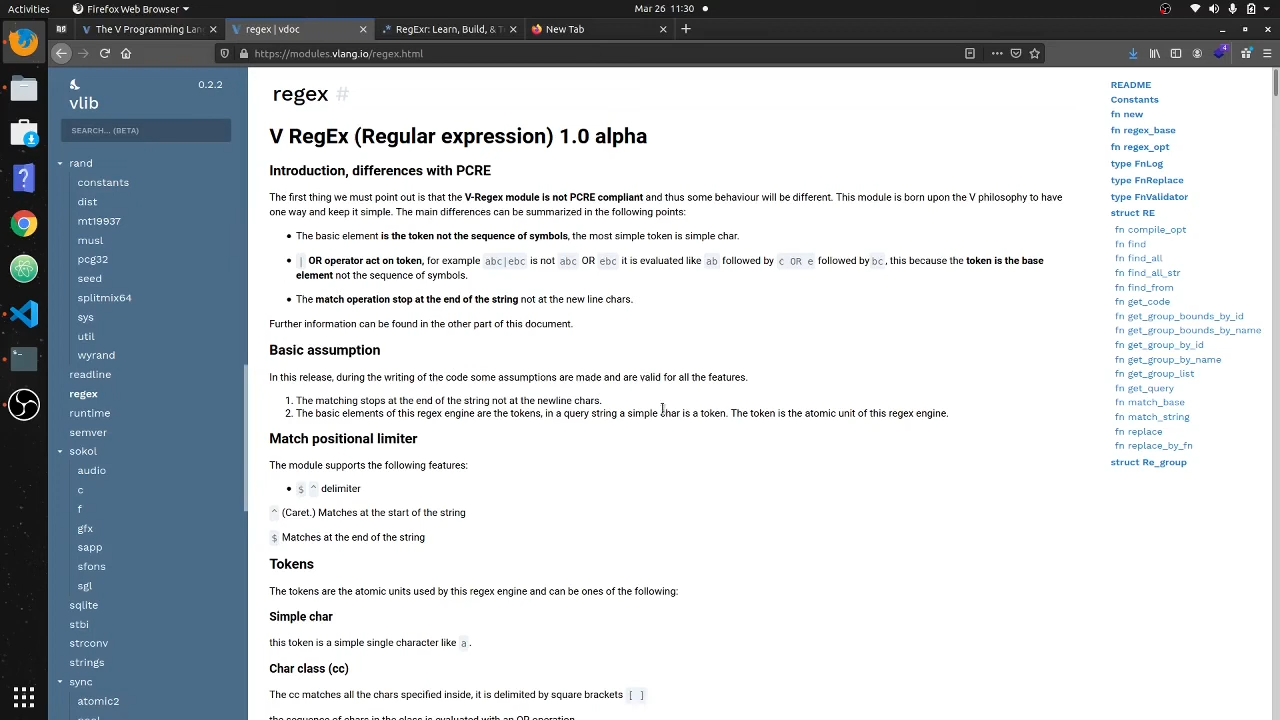 Activities
Firefox Web Browser
Mar 26 11:30
The V Programming Lan
regex | vdoc
RegExr: Learn, Build, & T
New Tab
https://modules.vlang.io/regex.html
4
vlib
0.2.2
SEARCH... (BETA)
rand
constants
dist
mt19937
musl
pcg32
seed
splitmix64
sys
util
wyrand
readline
regex
runtime
semver
sokol
audio
c
f
gfx
sapp
sfons
sgl
sqlite
stbi
strconv
strings
sync
atomic2
regex #
V RegEx (Regular expression) 1.0 alpha
Introduction, differences with PCRE
The first thing we must point out is that the V-Regex module is not PCRE compliant and thus some behaviour will be different. This module is born upon the V philosophy to have
one way and keep it simple. The main differences can be summarized in the following points:
• The basic element is the token not the sequence of symbols, the most simple token is simple char.
• | OR operator act on token, for example abc|ebc is not abc OR ebc it is evaluated like ab followed by c OR e followed by bc, this because the token is the base
element not the sequence of symbols.
• The match operation stop at the end of the string not at the new line chars.
Further information can be found in the other part of this document.
Basic assumption
In this release, during the writing of the code some assumptions are made and are valid for all the features.
1. The matching stops at the end of the string not at the newline chars.
2. The basic elements of this regex engine are the tokens, in a query string a simple char is a token. The token is the atomic unit of this regex engine.
Match positional limiter
The module supports the following features:
• $ ^ delimiter
^ (Caret.) Matches at the start of the string
$ Matches at the end of the string
Tokens
The tokens are the atomic units used by this regex engine and can be ones of the following:
Simple char
this token is a simple single character like a.
Char class (cc)
The cc matches all the chars specified inside, it is delimited by square brackets [ ]
the sequence of chars in the class is evaluated with an OR operation.
README
Constants
fn new
fn regex_base
fn regex_opt
type FnLog
type FnReplace
type FnValidator
struct RE
fn compile_opt
fn find
fn find_all
fn find_all_str
fn find_from
fn get_code
fn get_group_bounds_by_id
fn get_group_bounds_by_name
fn get_group_by_id
fn get_group_by_name
fn get_group_list
fn get_query
fn match_base
fn match_string
fn replace
fn replace_by_fn
struct Re_group